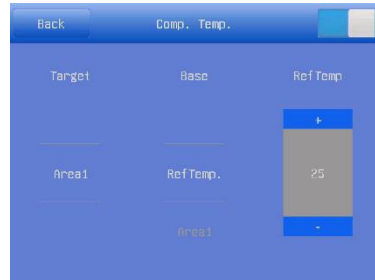 Back Comp. Temp.
Target Base RefTemp
+
Area1 RefTemp. 25
Area1 -